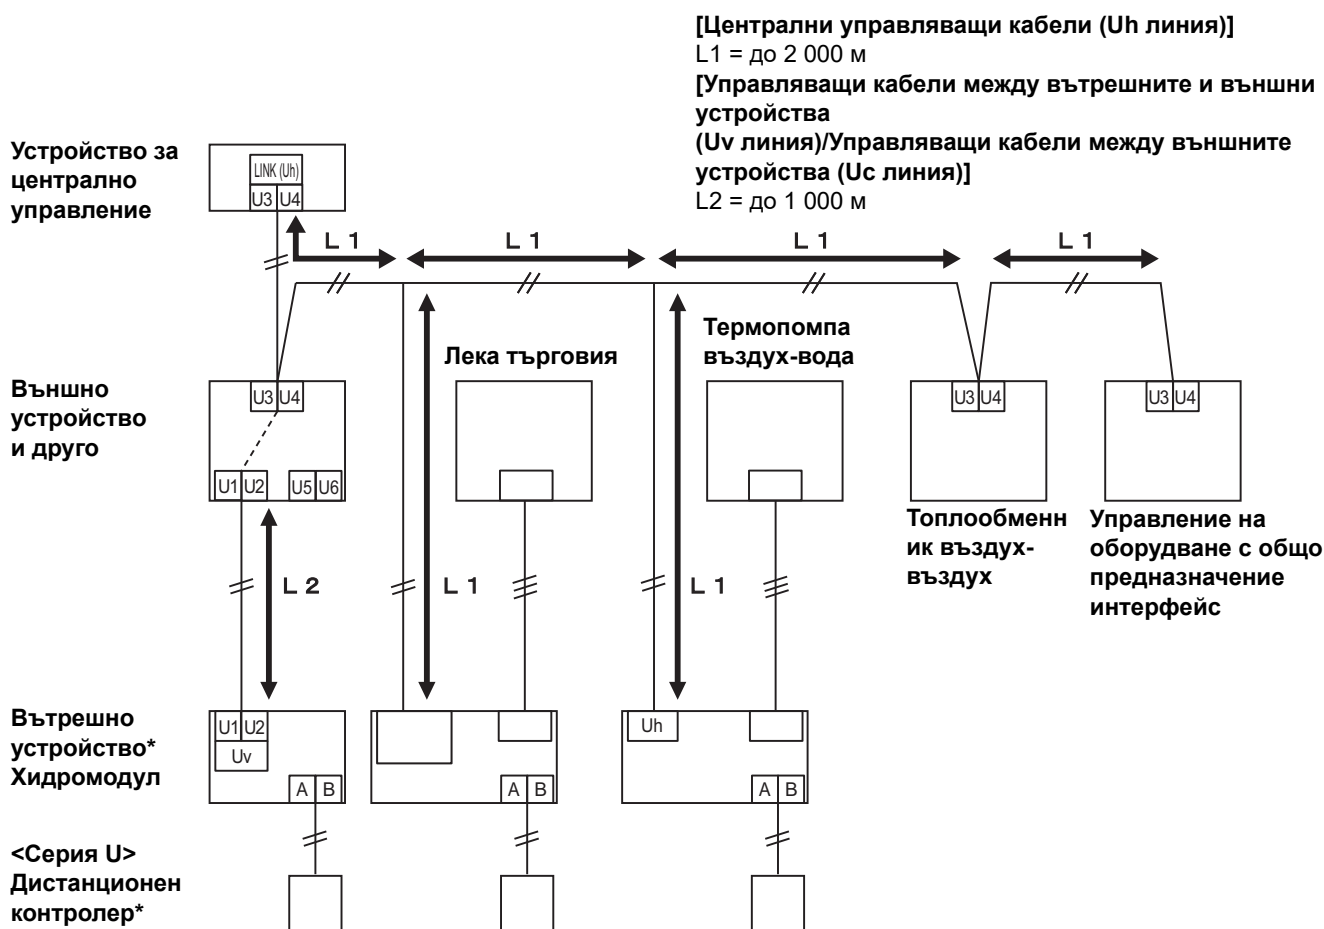 [Централни управляващи кабели (Uh линия)]
L1 = до 2 000 м
[Управляващи кабели между вътрешните и външни
устройства
(Uv линия)/Управляващи кабели между външните
устройства (Uc линия)]
L2 = до 1 000 м
Устройство за
централно
управление
LINK (Uh)
U3 U4
L 1
L 1
L 1
L 1
Лека търговия
Термопомпа
въздух-вода
Външно
устройство
и друго
U3 U4
U1 U2
U5 U6
U3 U4
U3 U4
Топлообменн
ик въздух-
въздух
Управление на
оборудване с общо
предназначение
интерфейс
L 2
L 1
L 1
Вътрешно
устройство*
Хидромодул
U1 U2
Uv
A B
A B
Uh
A B
<Серия U>
Дистанционен
контролер*